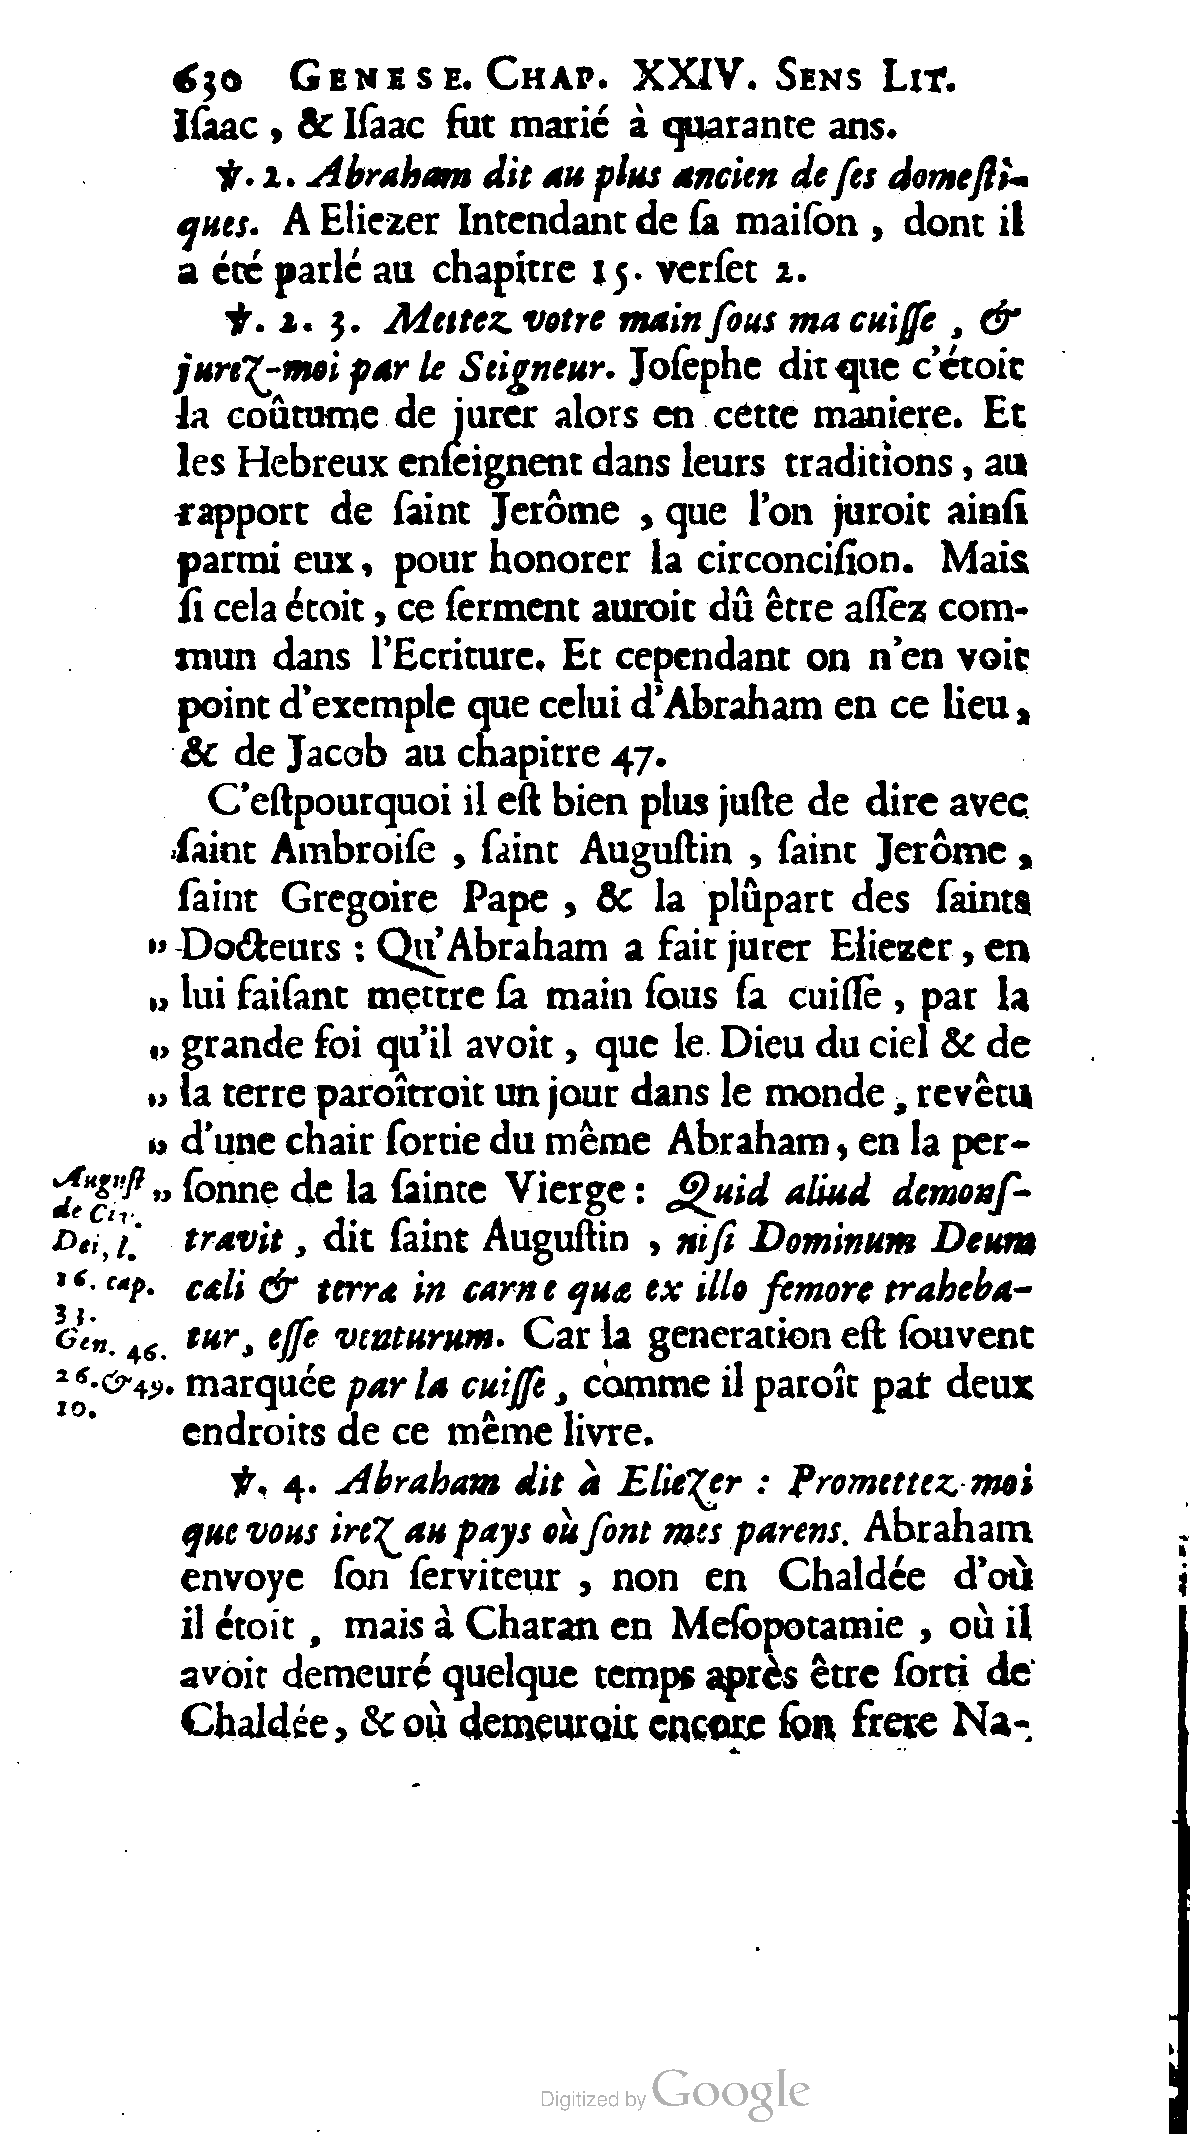 630 GENESE. CHAP. XXIV. SENS LIT.
Iſaac, & Iſaac fut marié à quarante ans.
℣. 2. Abraham dit au plus ancien de ſes domeſti-
ques. A Eliezer Intendant de ſa maiſon, dont il
a été parlé au chapitre 15. verſet 2.
℣. 2. 3. Mettez votre main ſous ma cuiſſe, &
jurez-moi par le Seigneur. Joſephe dit que c'étoit
la coûtume de jurer alors en cette maniere. Et
les Hebreux enſeignent dans leurs traditions, au
rapport de ſaint Jerôme, que l'on juroit ainſi
parmi eux, pour honorer la circonciſion. Mais
ſi cela étoit, ce ſerment auroit dû être aſſez com-
mun dans l'Ecriture. Et cependant on n'en voit
point d'exemple que celui d'Abraham en ce lieu,
& de Jacob au chapitre 47.
C'eſtpourquoi il eſt bien plus juſte de dire avec
ſaint Ambroiſe, ſaint Auguſtin, ſaint Jerôme,
ſaint Gregoire Pape, & la plûpart des ſaints
„ Docteurs : Qu'Abraham a fait jurer Eliezer, en
„ lui faiſant mettre ſa main ſous ſa cuiſſe, par la
„ grande foi qu'il avoit, que le Dieu du ciel & de
„ la terre paroîtroit un jour dans le monde, revêtu
„ d'une chair ſortie du même Abraham, en la per-
„ ſonne de la ſainte Vierge : Quid aliud demonſ-
travit, dit ſaint Auguſtin, niſi Dominum Deum
cæli & terræ in carne quæ ex illo femore traheba-
tur, eſſe venturum. Car la generation eſt ſouvent
marquée par la cuiſſe, comme il paroît par deux
endroits de ce même livre.
Auguſt
de Civ.
Dei, l.
16. cap.
33.
Gen. 46.
26. & 49.
10.
℣. 4. Abraham dit à Eliezer : Promettez-moi
que vous irez au pays où ſont mes parens. Abraham
envoye ſon ſerviteur, non en Chaldée d'où
il étoit, mais à Charan en Meſopotamie, où il
avoit demeuré quelque temps après être ſorti de
Chaldée, & où demeuroit encore ſon frere Na-
Digitized by Google